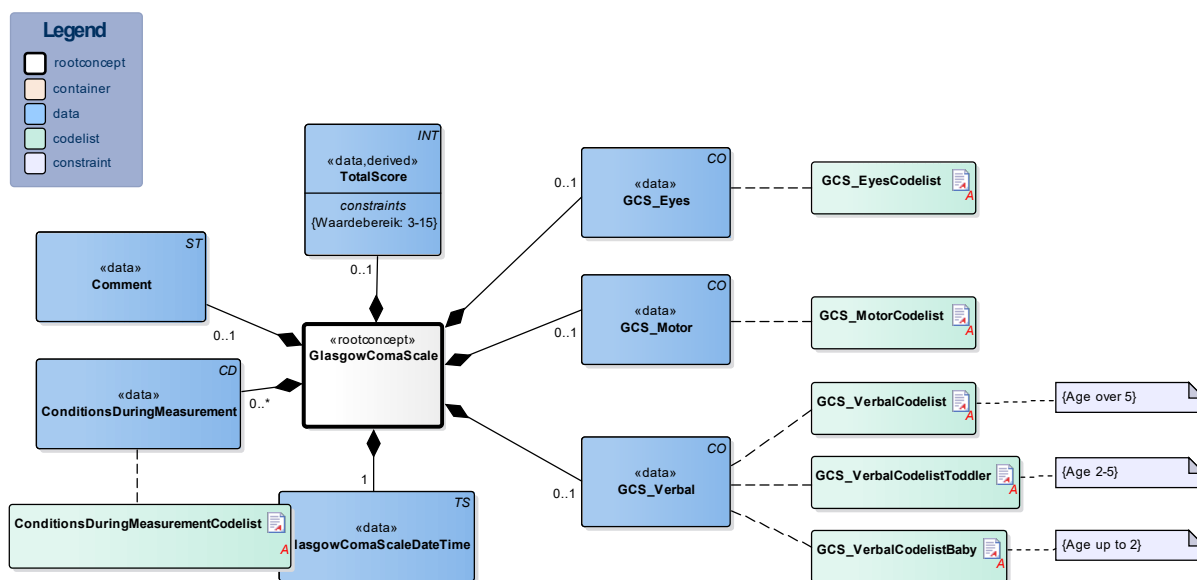 Legend
rootconcept
container
data
codelist
constraint
INT
«data,derived»
TotalScore
constraints
{Waardebereik: 3-15}
0..1
ST
«data»
Comment
0..1
CD
«data»
ConditionsDuringMeasurement
0..*
ConditionsDuringMeasurementCodelist
A
«rootconcept»
GlasgowComaScale
1
TS
«data»
lasgowComaScaleDateTime
CO
«data»
GCS_Eyes
0..1
GCS_EyesCodelist
A
CO
«data»
GCS_Motor
0..1
GCS_MotorCodelist
A
CO
«data»
GCS_Verbal
0..1
GCS_VerbalCodelist
A
{Age over 5}
GCS_VerbalCodelistToddler
A
{Age 2-5}
GCS_VerbalCodelistBaby
A
{Age up to 2}